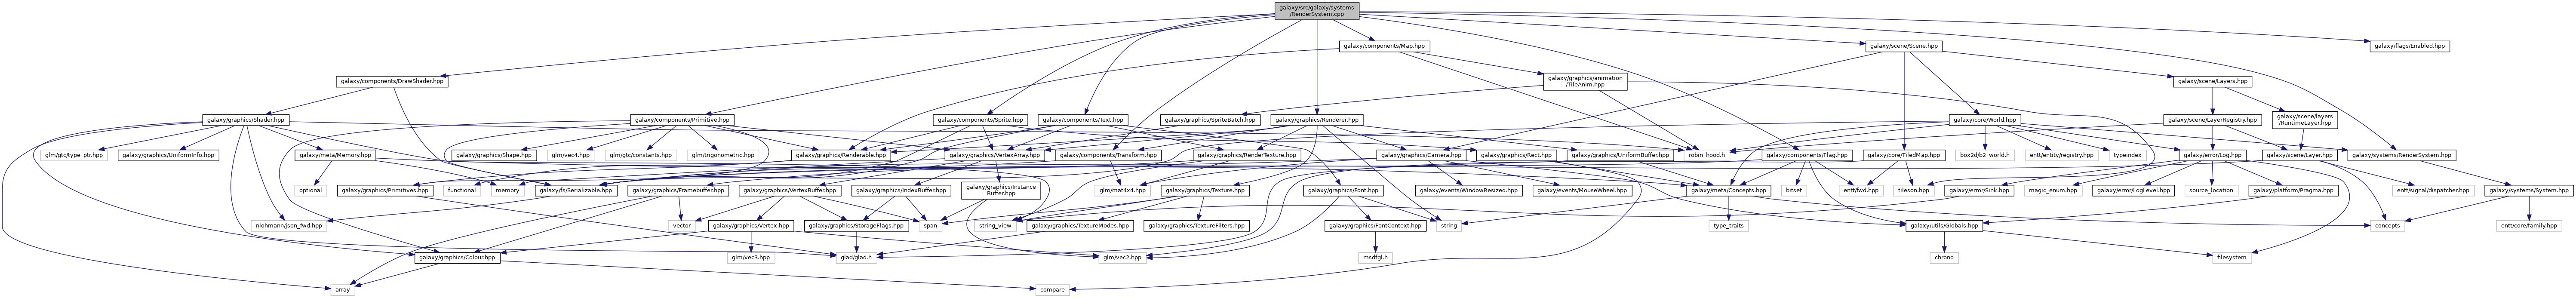 galaxy/src/galaxy/systems
/RenderSystem.cpp
galaxy/components/Map.hpp
galaxy/scene/Scene.hpp
galaxy/flags/Enabled.hpp
galaxy/components/DrawShader.hpp
galaxy/graphics/animation
/TileAnim.hpp
galaxy/scene/Layers.hpp
galaxy/graphics/Shader.hpp
galaxy/components/Primitive.hpp
galaxy/components/Sprite.hpp
galaxy/components/Text.hpp
galaxy/graphics/SpriteBatch.hpp
galaxy/graphics/Renderer.hpp
galaxy/core/World.hpp
galaxy/scene/LayerRegistry.hpp
galaxy/scene/layers
/RuntimeLayer.hpp
glm/gtc/type_ptr.hpp
galaxy/graphics/UniformInfo.hpp
galaxy/meta/Memory.hpp
galaxy/graphics/Shape.hpp
glm/vec4.hpp
glm/gtc/constants.hpp
glm/trigonometric.hpp
galaxy/graphics/Renderable.hpp
galaxy/graphics/VertexArray.hpp
galaxy/components/Transform.hpp
galaxy/graphics/RenderTexture.hpp
galaxy/graphics/Camera.hpp
galaxy/graphics/Rect.hpp
galaxy/graphics/UniformBuffer.hpp
robin_hood.h
galaxy/components/Flag.hpp
galaxy/core/TiledMap.hpp
box2d/b2_world.h
entt/entity/registry.hpp
typeindex
galaxy/error/Log.hpp
galaxy/scene/Layer.hpp
galaxy/systems/RenderSystem.hpp
optional
galaxy/graphics/Primitives.hpp
functional
memory
galaxy/fs/Serializable.hpp
galaxy/graphics/Framebuffer.hpp
galaxy/graphics/VertexBuffer.hpp
galaxy/graphics/IndexBuffer.hpp
galaxy/graphics/Instance
Buffer.hpp
glm/mat4x4.hpp
galaxy/graphics/Texture.hpp
galaxy/graphics/Font.hpp
galaxy/events/WindowResized.hpp
galaxy/events/MouseWheel.hpp
galaxy/meta/Concepts.hpp
bitset
entt/fwd.hpp
tileson.hpp
galaxy/error/Sink.hpp
magic_enum.hpp
galaxy/error/LogLevel.hpp
source_location
galaxy/platform/Pragma.hpp
entt/signal/dispatcher.hpp
galaxy/systems/System.hpp
nlohmann/json_fwd.hpp
vector
galaxy/graphics/Vertex.hpp
galaxy/graphics/StorageFlags.hpp
span
string_view
galaxy/graphics/TextureModes.hpp
galaxy/graphics/TextureFilters.hpp
galaxy/graphics/FontContext.hpp
string
type_traits
galaxy/utils/Globals.hpp
concepts
entt/core/family.hpp
galaxy/graphics/Colour.hpp
glm/vec3.hpp
glad/glad.h
glm/vec2.hpp
msdfgl.h
chrono
filesystem
array
compare